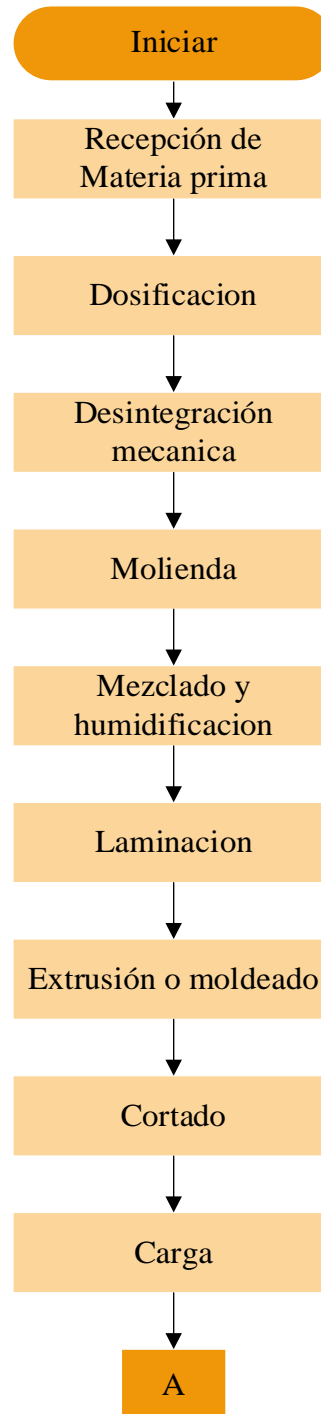 Iniciar
Recepción de
Materia prima
Dosificacion
Desintegración
mecanica
Molienda
Mezclado y
humidificacion
Laminacion
Extrusión o moldeado
Cortado
Carga
A